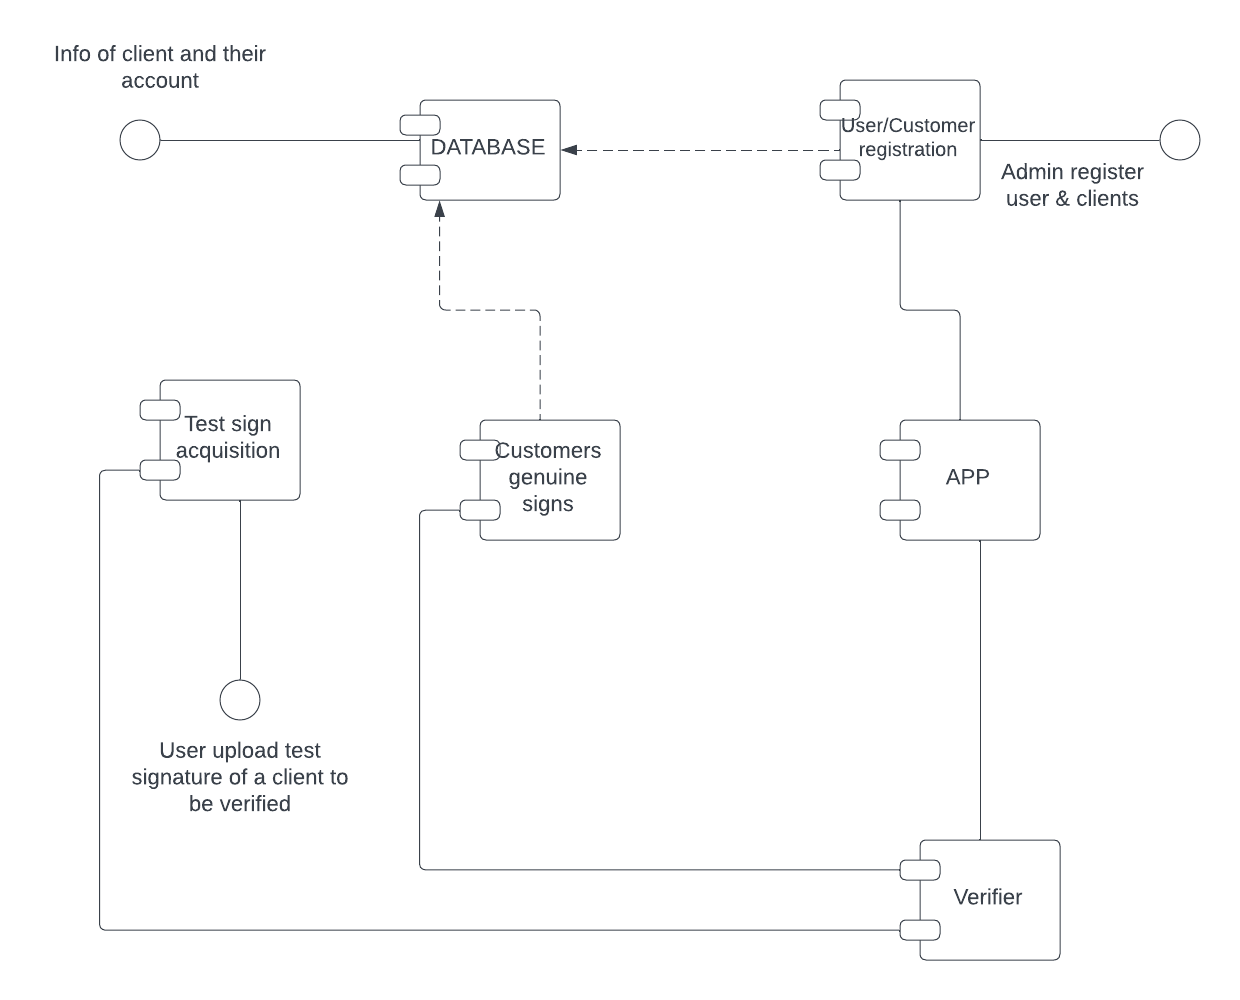 Info of client and their
account
DATABASE
User/Customer
registration
Admin register
user & clients
Test sign
acquisition
Customers
genuine
signs
APP
User upload test
signature of a client to
be verified
Verifier